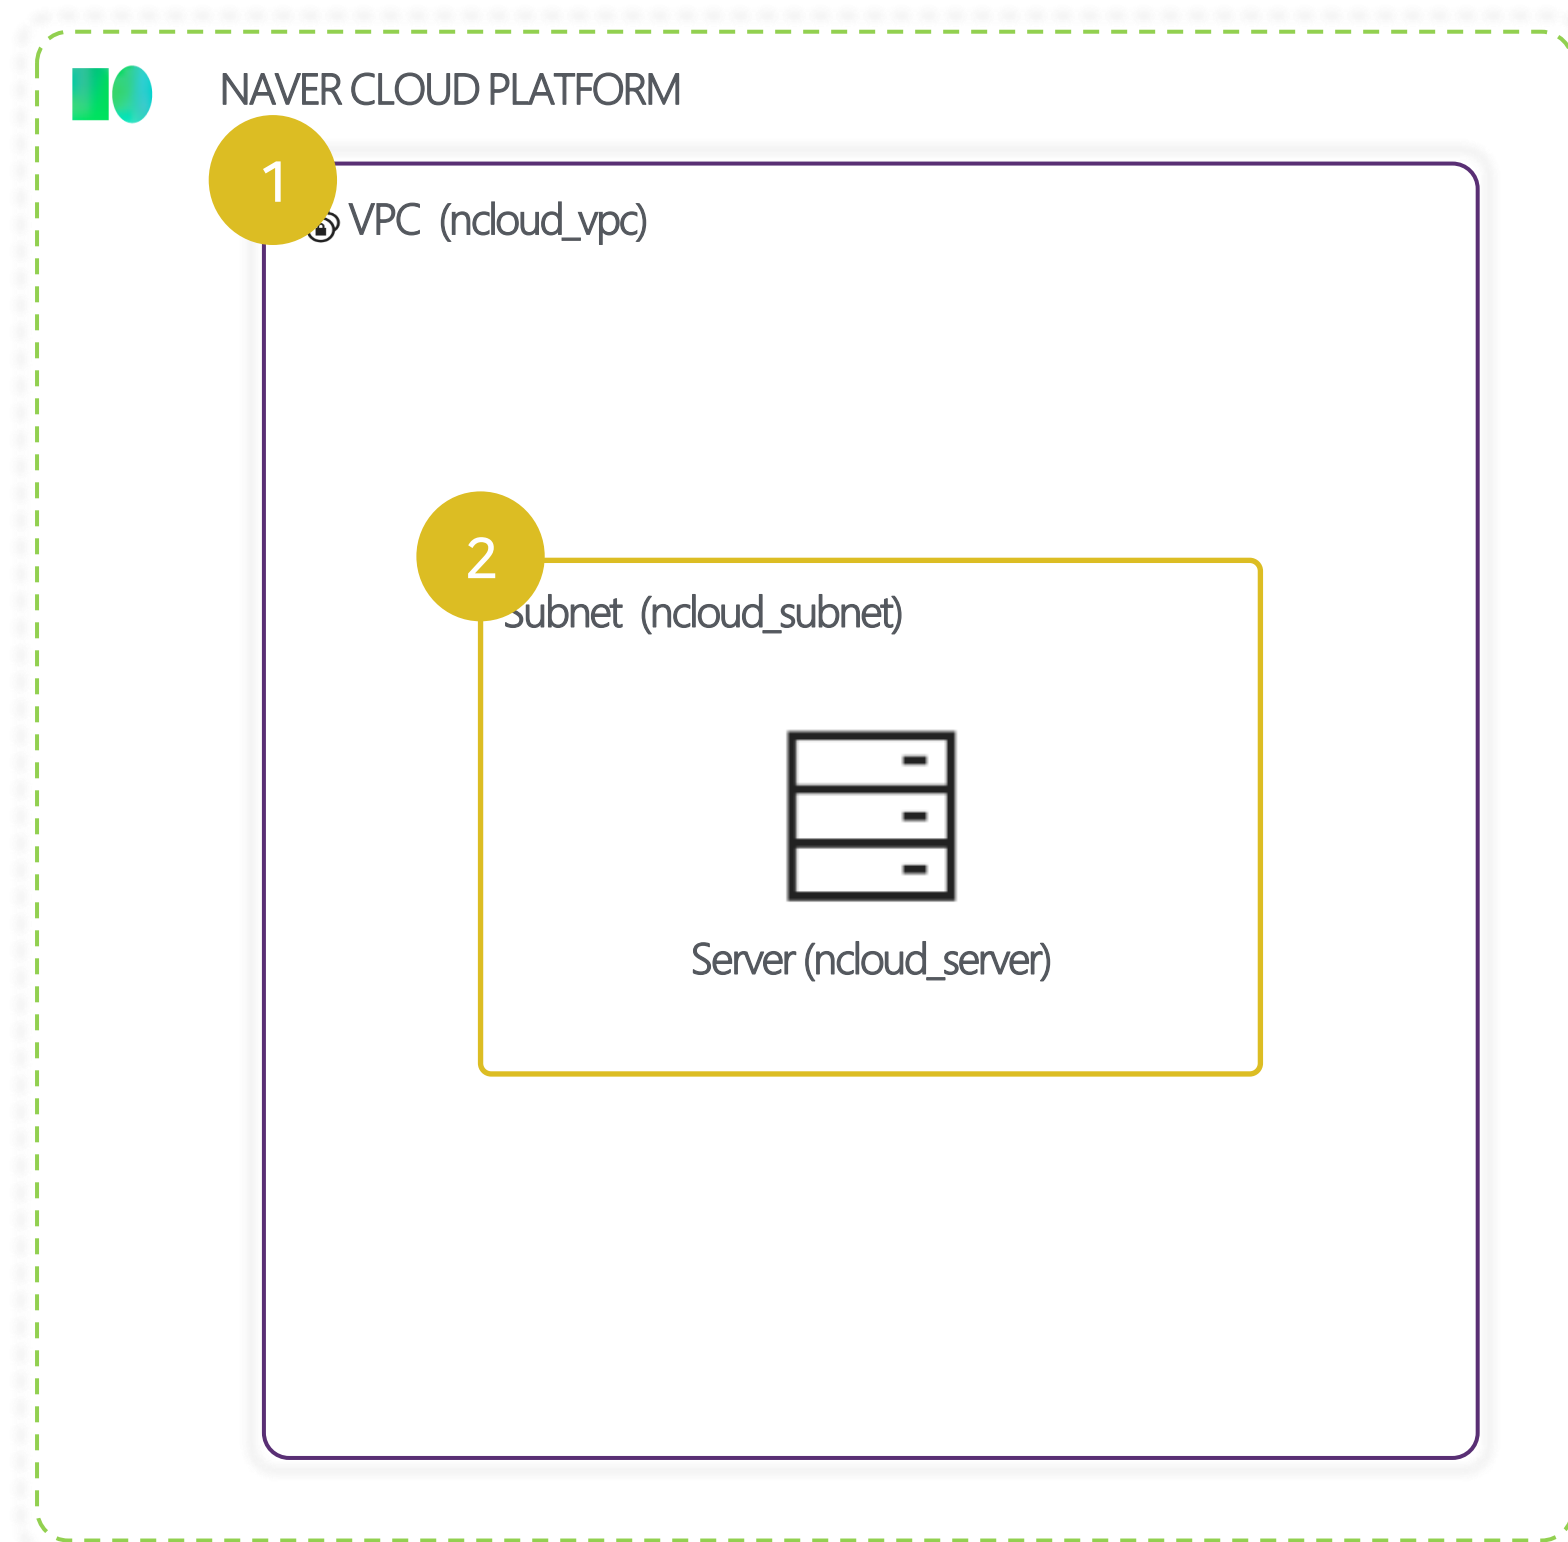 NAVER CLOUD PLATFORM
1
VPC (ncloud_vpc)
2
Subnet (ncloud_subnet)
Server (ncloud_server)